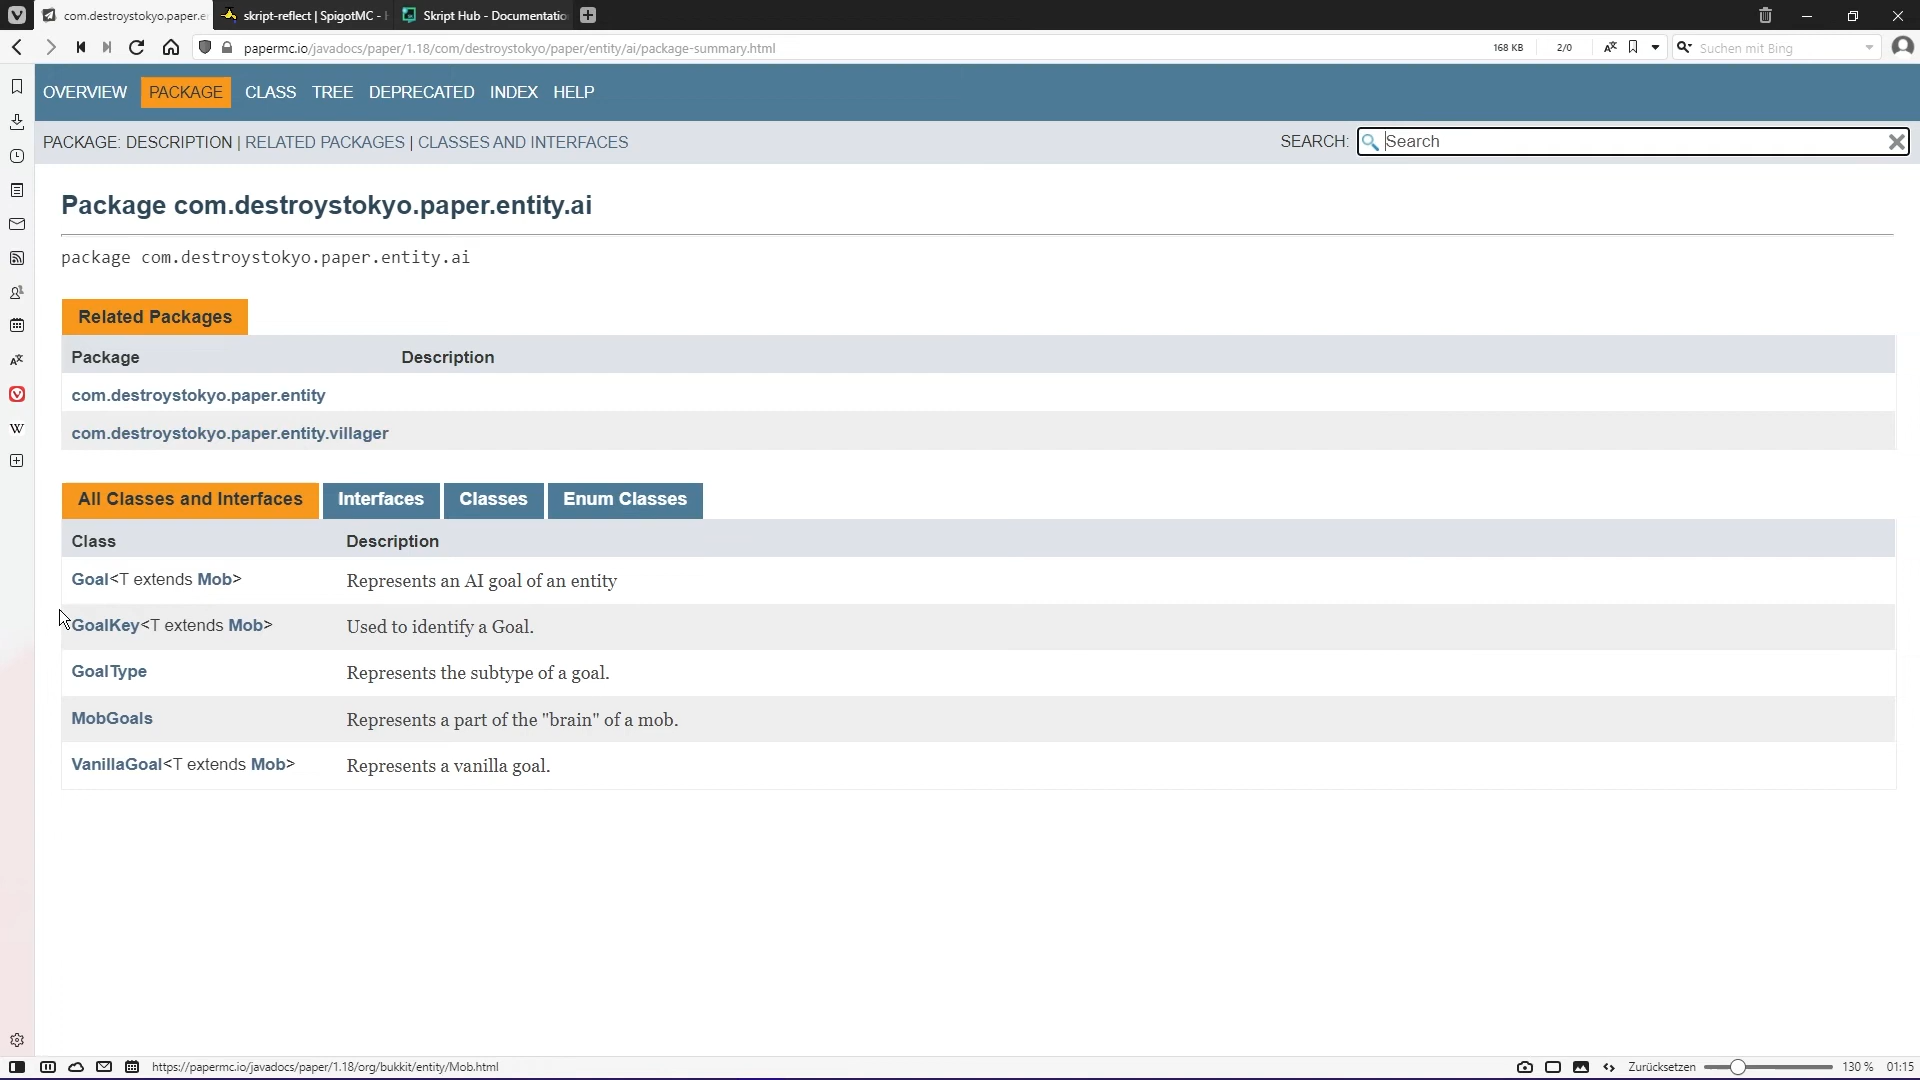 com.destroystokyo.paper.e
skript-reflect | SpigotMC -
Skript Hub - Documentatio
papermc.io/javadocs/paper/1.18/com/destroystokyo/paper/entity/ai/package-summary.html
168 KB
2/0
Suchen mit Bing
OVERVIEW PACKAGE CLASS TREE DEPRECATED INDEX HELP
PACKAGE: DESCRIPTION | RELATED PACKAGES | CLASSES AND INTERFACES
SEARCH: Search
Package com.destroystokyo.paper.entity.ai
package com.destroystokyo.paper.entity.ai
Related Packages
Package Description
com.destroystokyo.paper.entity
com.destroystokyo.paper.entity.villager
All Classes and Interfaces Interfaces Classes Enum Classes
Class Description
Goal<T extends Mob> Represents an AI goal of an entity
GoalKey<T extends Mob> Used to identify a Goal.
GoalType Represents the subtype of a goal.
MobGoals Represents a part of the "brain" of a mob.
VanillaGoal<T extends Mob> Represents a vanilla goal.
https://papermc.io/javadocs/paper/1.18/org/bukkit/entity/Mob.html
Zurücksetzen
130 %
01:15